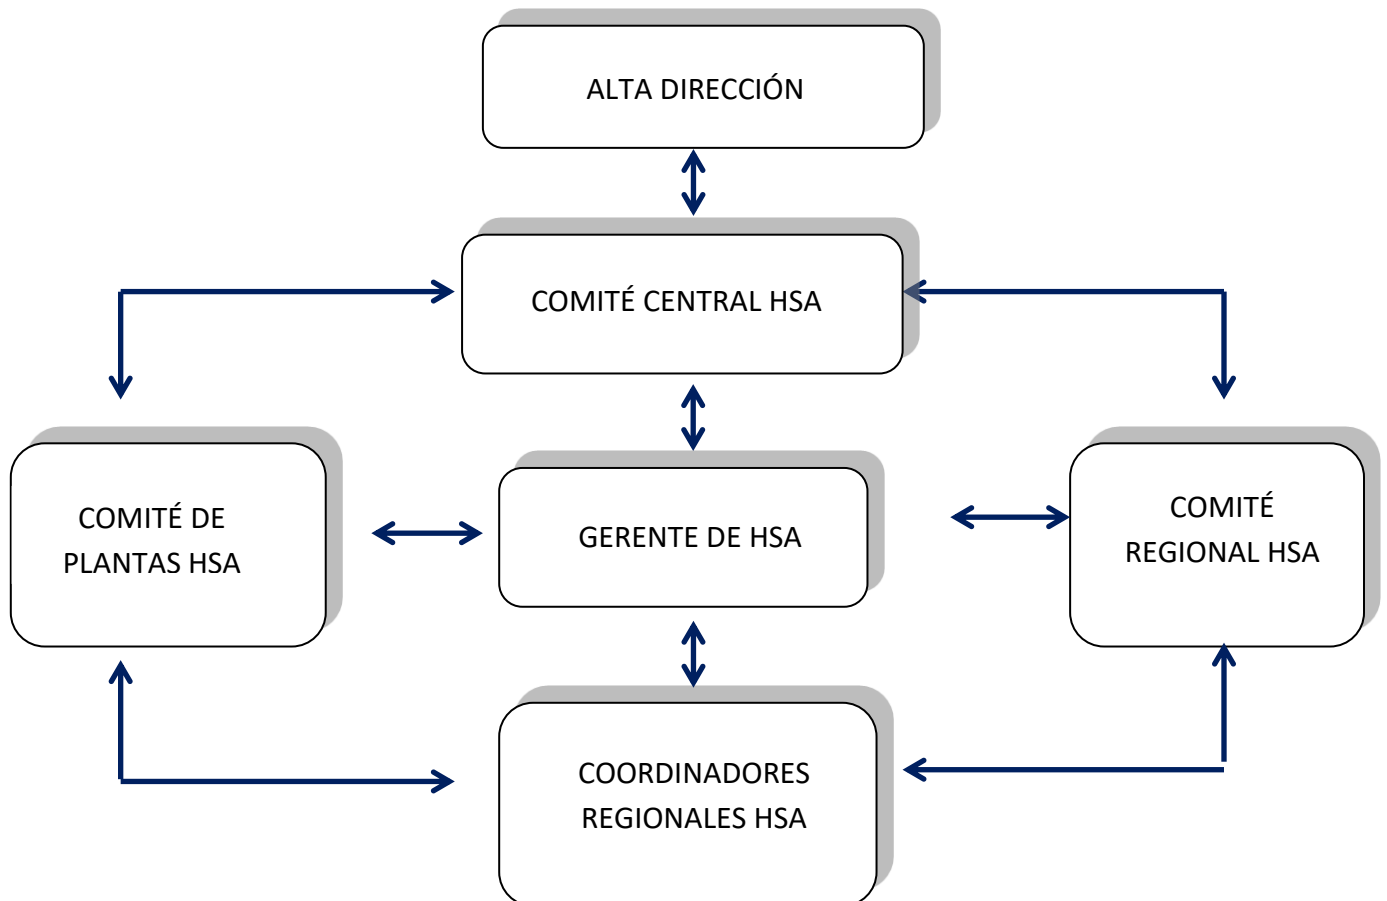 ALTA DIRECCIÓN
COMITÉ CENTRAL HSA
COMITÉ DE
PLANTAS HSA
GERENTE DE HSA
COMITÉ
REGIONAL HSA
COORDINADORES
REGIONALES HSA